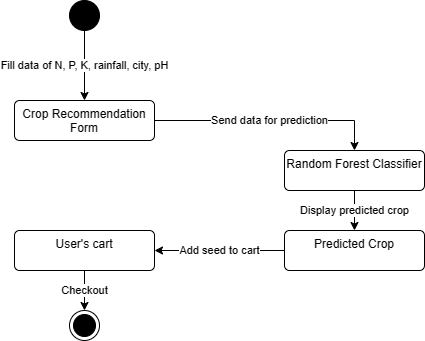 Fill data of N, P, K, rainfall, city, pH
Crop Recommendation
Form
Send data for prediction
Random Forest Classifier
Display predicted crop
Predicted Crop
Add seed to cart
User's cart
Checkout